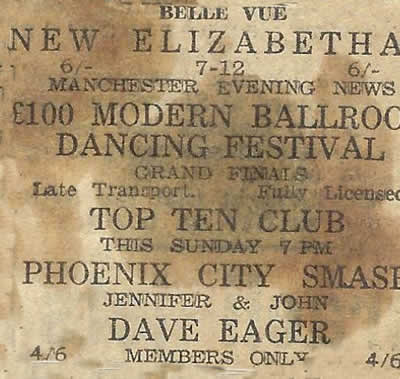 BELLE VUE
NEW ELIZABETHA
6/- 7-12 6/-
MANCHESTER EVENING NEWS
£100 MODERN BALLROO
DANCING FESTIVAL
GRAND FINALS
Late Transport. Fully Licensed
TOP TEN CLUB
THIS SUNDAY 7 PM
PHOENIX CITY SMASH
JENNIFER & JOHN
DAVE EAGER
4/6 MEMBERS ONLY 4/6